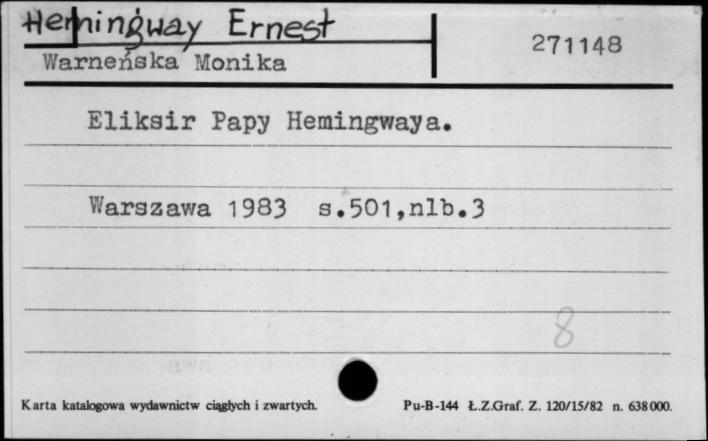 Hemingway Ernest
Warneńska Monika
271148
Eliksir Papy Hemingwaya.
Warszawa 1983 s.501,nlb.3
8
Karta katalogowa wydawnictw ciągłych i zwartych.
Pu-B-144 Ł.Z.Graf. Z. 120/15/82 n. 638000.